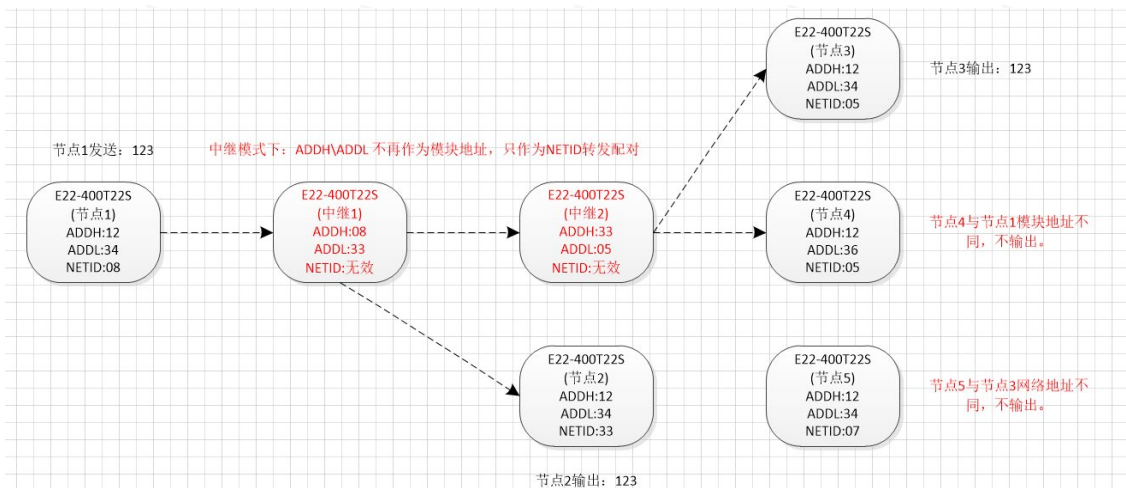 E22-400T22S
(节点3)
ADDH:12
ADDL:34
NETID:05
节点3输出：123
节点1发送：123
中继模式下：ADDH\ADDL 不再作为模块地址，只作为NETID转发配对
E22-400T22S
(节点1)
ADDH:12
ADDL:34
NETID:08
E22-400T22S
(中继1)
ADDH:08
ADDL:33
NETID:无效
E22-400T22S
(中继2)
ADDH:33
ADDL:05
NETID:无效
E22-400T22S
(节点4)
ADDH:12
ADDL:36
NETID:05
节点4与节点1模块地址不
同，不输出。
E22-400T22S
(节点2)
ADDH:12
ADDL:34
NETID:33
节点2输出：123
E22-400T22S
(节点5)
ADDH:12
ADDL:34
NETID:07
节点5与节点3网络地址不
同，不输出。